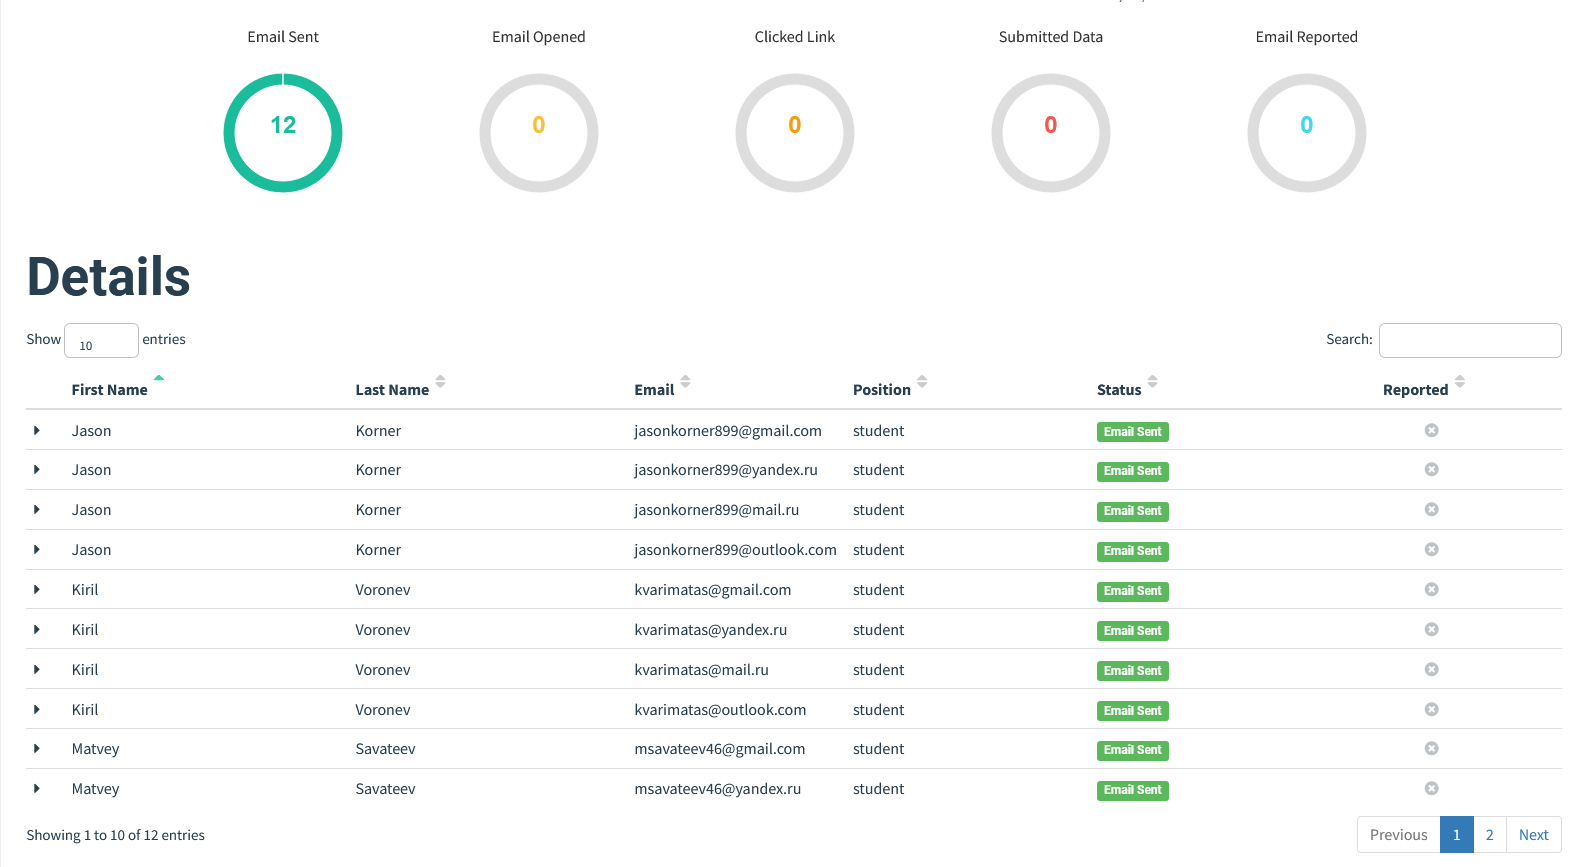 Email Sent Email Opened Clicked Link Submitted Data Email Reported
12 0 0 0 0
Details
Show 10 entries Search:
First Name Last Name Email Position Status Reported
Jason Korner jasonkorner899@gmail.com student Email Sent
Jason Korner jasonkorner899@yandex.ru student Email Sent
Jason Korner jasonkorner899@mail.ru student Email Sent
Jason Korner jasonkorner899@outlook.com student Email Sent
Kiril Voronev kvarimatas@gmail.com student Email Sent
Kiril Voronev kvarimatas@yandex.ru student Email Sent
Kiril Voronev kvarimatas@mail.ru student Email Sent
Kiril Voronev kvarimatas@outlook.com student Email Sent
Matvey Savateev msavateev46@gmail.com student Email Sent
Matvey Savateev msavateev46@yandex.ru student Email Sent
Showing 1 to 10 of 12 entries Previous 1 2 Next